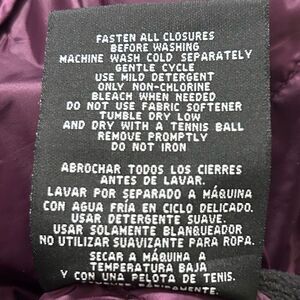 FASTEN ALL CLOSURES
BEFORE WASHING
MACHINE WASH COLD SEPARATELY
GENTLE CYCLE
USE MILD DETERGENT
ONLY NON-CHLORINE
BLEACH WHEN NEEDED
DO NOT USE FABRIC SOFTENER
TUMBLE DRY LOW
AND DRY WITH A TENNIS BALL
REMOVE PROMPTLY
DO NOT IRON
ABROCHAR TODOS LOS CIERRES
ANTES DE LAVAR.
LAVAR POR SEPARADO A MÁQUINA
CON AGUA FRÍA EN CICLO DELICADO.
USAR DETERGENTE SUAVE.
USAR SOLAMENTE BLANQUEADOR
NO UTILIZAR SUAVIZANTE PARA ROPA.
SECAR A MÁQUINA A
TEMPERATURA BAJA
Y CON UNA PELOTA DE TENIS.